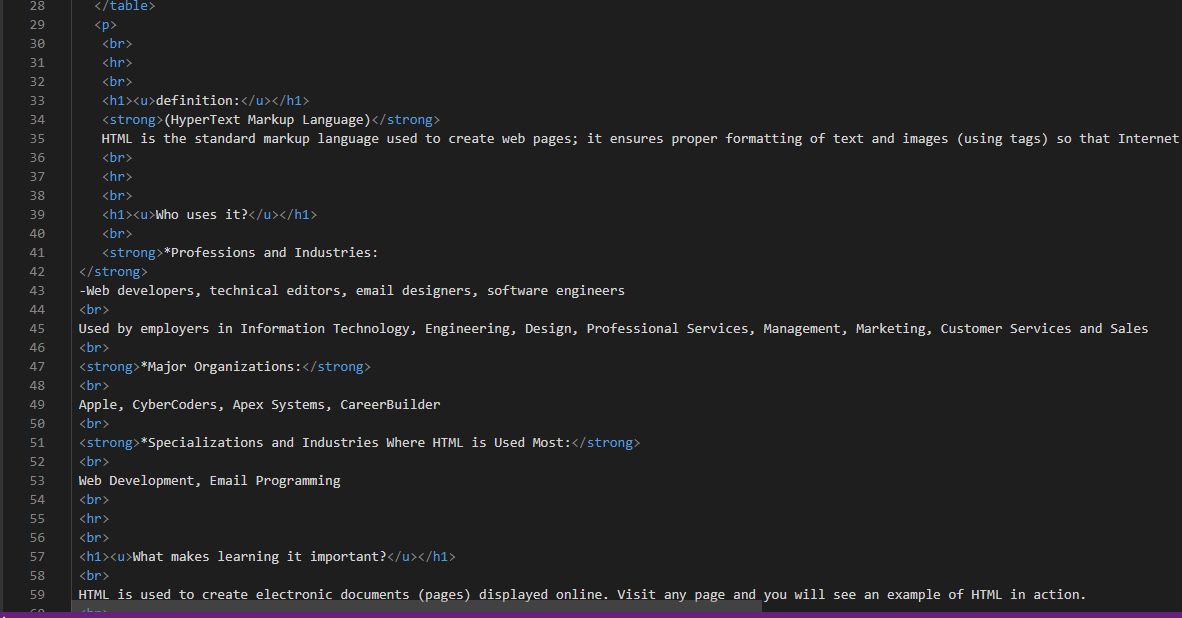 28 </table>
29 <p>
30 <br>
31 <hr>
32 <br>
33 <h1><u>definition:</u></h1>
34 <strong>(HyperText Markup Language)</strong>
35 HTML is the standard markup language used to create web pages; it ensures proper formatting of text and images (using tags) so that Internet
36 <br>
37 <hr>
38 <br>
39 <h1><u>Who uses it?</u></h1>
40 <br>
41 <strong>*Professions and Industries:
42 </strong>
43 -Web developers, technical editors, email designers, software engineers
44 <br>
45 Used by employers in Information Technology, Engineering, Design, Professional Services, Management, Marketing, Customer Services and Sales
46 <br>
47 <strong>*Major Organizations:</strong>
48 <br>
49 Apple, CyberCoders, Apex Systems, CareerBuilder
50 <br>
51 <strong>*Specializations and Industries Where HTML is Used Most:</strong>
52 <br>
53 Web Development, Email Programming
54 <br>
55 <hr>
56 <br>
57 <h1><u>What makes learning it important?</u></h1>
58 <br>
59 HTML is used to create electronic documents (pages) displayed online. Visit any page and you will see an example of HTML in action.